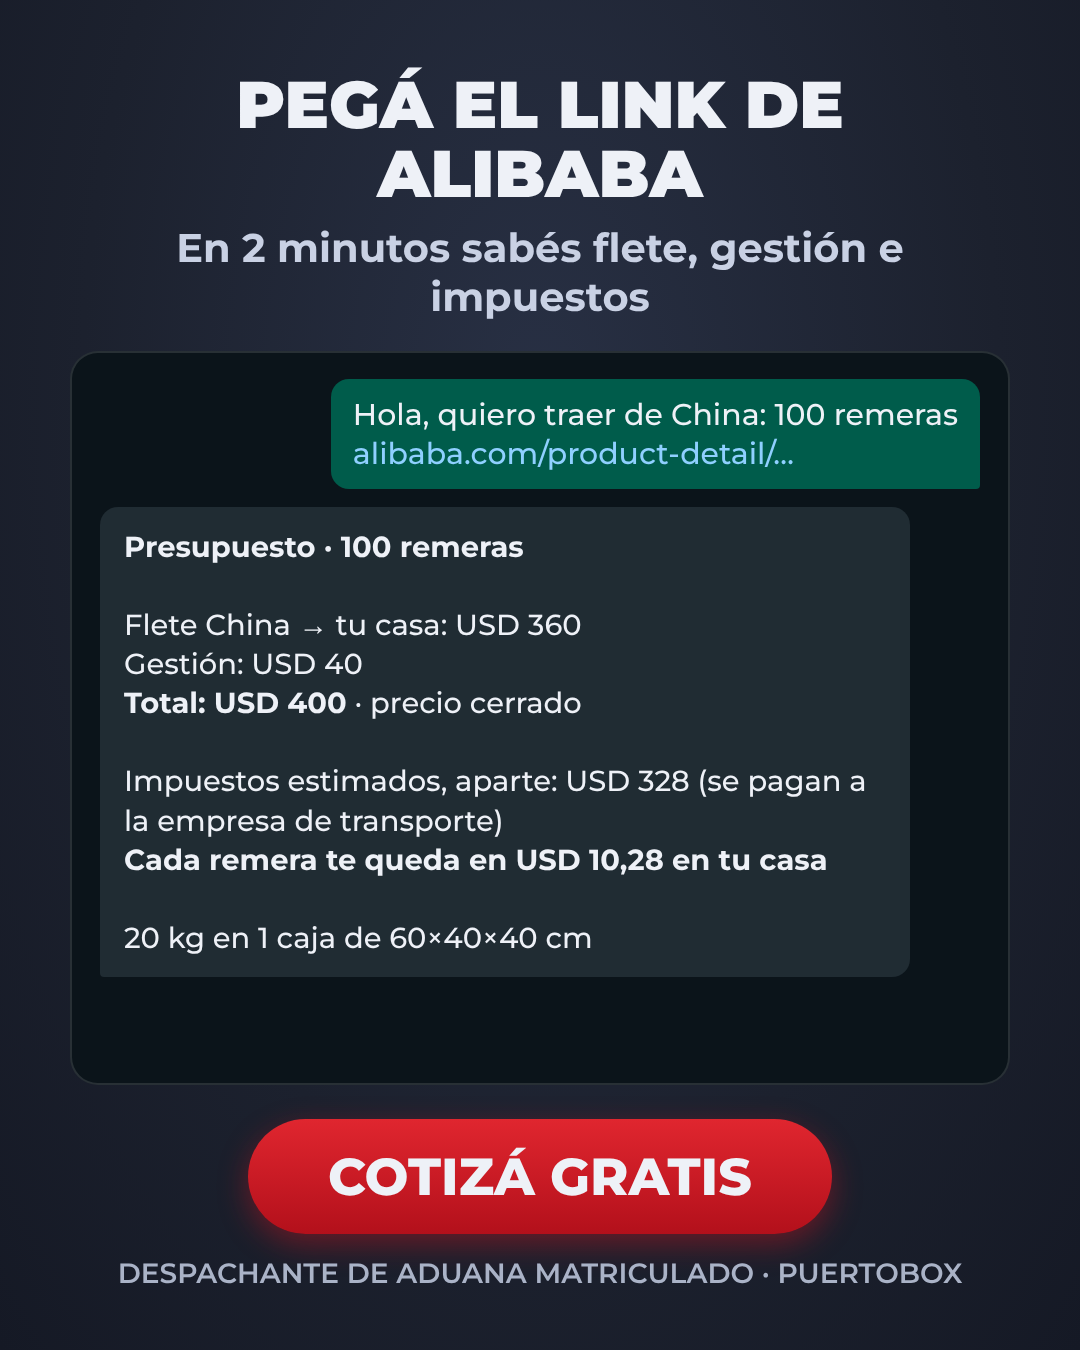 PEGÁ EL LINK DE
ALIBABA
En 2 minutos sabés flete, gestión e
impuestos
Hola, quiero traer de China: 100 remeras
alibaba.com/product-detail/...
Presupuesto · 100 remeras
Flete China → tu casa: USD 360
Gestión: USD 40
Total: USD 400 · precio cerrado
Impuestos estimados, aparte: USD 328 (se pagan a
la empresa de transporte)
Cada remera te queda en USD 10,28 en tu casa
20 kg en 1 caja de 60×40×40 cm
COTIZÁ GRATIS
DESPACHANTE DE ADUANA MATRICULADO · PUERTOBOX